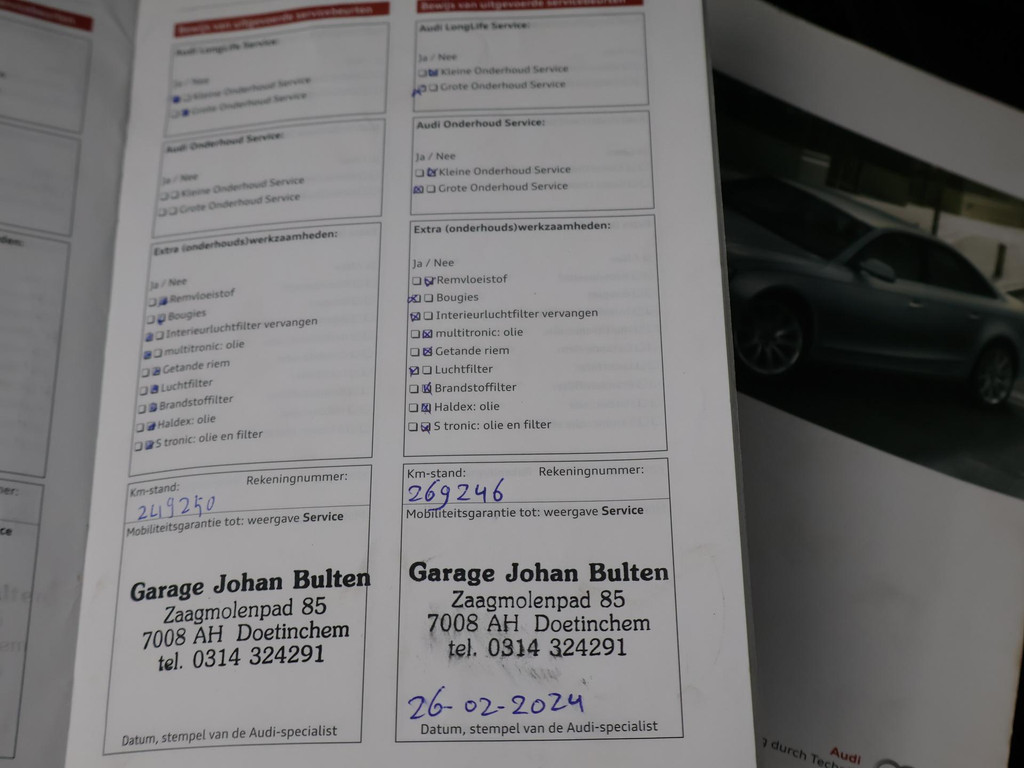 Bewijs van uitgevoerde servicebeurten
Audi LongLife Service:
Ja / Nee
Kleine Onderhoud Service
Grote Onderhoud Service
Audi Onderhoud Service:
Ja / Nee
Kleine Onderhoud Service
Grote Onderhoud Service
Extra (onderhouds)werkzaamheden:
Ja / Nee
Remvloeistof
Bougies
Interieurluchtfilter vervangen
multitronic: olie
Getande riem
Luchtfilter
Brandstoffilter
Haldex: olie
S tronic: olie en filter
Km-stand:
Rekeningnummer:
249250
Mobiliteitsgarantie tot: weergave Service
Garage Johan Bulten
Zaagmolenpad 85
7008 AH Doetinchem
tel. 0314 324291
Datum, stempel van de Audi-specialist
Bewijs van uitgevoerde servicebeurten
Audi LongLife Service:
Ja / Nee
Kleine Onderhoud Service
Grote Onderhoud Service
Audi Onderhoud Service:
Ja / Nee
Kleine Onderhoud Service
Grote Onderhoud Service
Extra (onderhouds)werkzaamheden:
Ja / Nee
Remvloeistof
Bougies
Interieurluchtfilter vervangen
multitronic: olie
Getande riem
Luchtfilter
Brandstoffilter
Haldex: olie
S tronic: olie en filter
Km-stand:
Rekeningnummer:
269246
Mobiliteitsgarantie tot: weergave Service
Garage Johan Bulten
Zaagmolenpad 85
7008 AH Doetinchem
tel. 0314 324291
26-02-2024
Datum, stempel van de Audi-specialist
Audi
durch